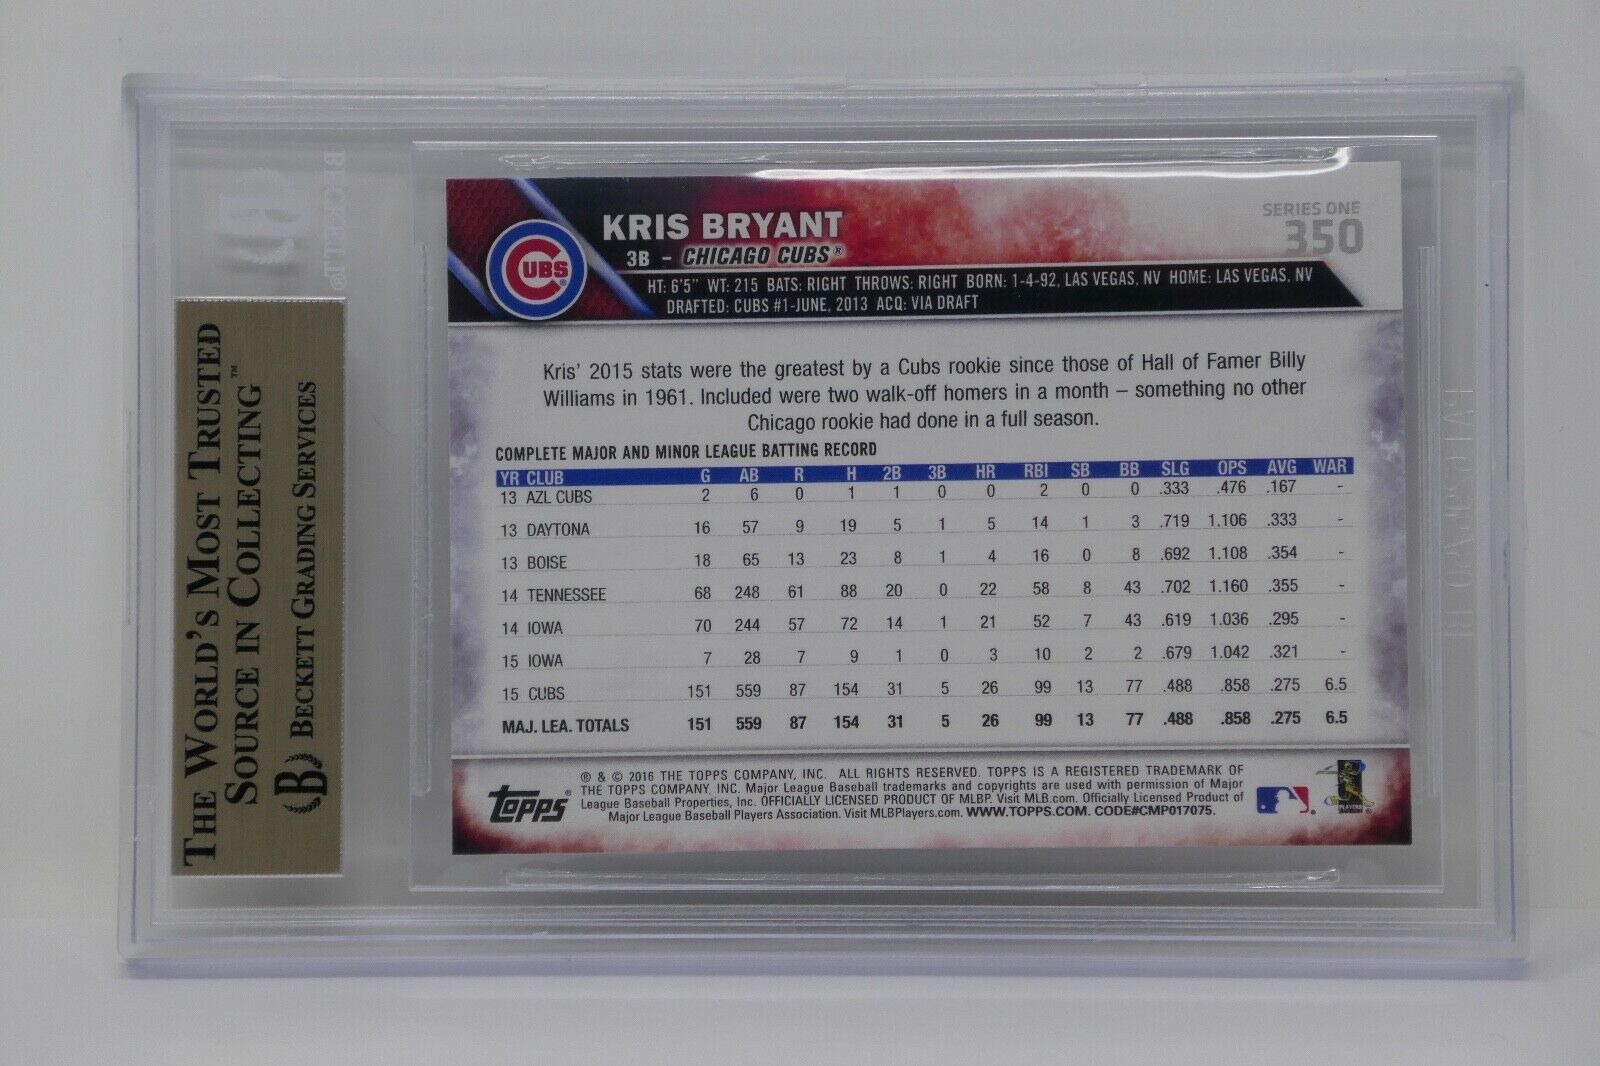 THE WORLD'S MOST TRUSTED
SOURCE IN COLLECTING™
B BECKETT GRADING SERVICES
CUBS®
KRIS BRYANT
3B - CHICAGO CUBS®
SERIES ONE
350
HT: 6'5" WT: 215 BATS: RIGHT THROWS: RIGHT BORN: 1-4-92, LAS VEGAS, NV HOME: LAS VEGAS, NV
DRAFTED: CUBS #1-JUNE, 2013 ACQ: VIA DRAFT
Kris' 2015 stats were the greatest by a Cubs rookie since those of Hall of Famer Billy
Williams in 1961. Included were two walk-off homers in a month – something no other
Chicago rookie had done in a full season.
COMPLETE MAJOR AND MINOR LEAGUE BATTING RECORD
YR CLUB G AB R H 2B 3B HR RBI SB BB SLG OPS AVG WAR
13 AZL CUBS 2 6 0 1 1 0 0 2 0 0 .333 .476 .167 -
13 DAYTONA 16 57 9 19 5 1 5 14 1 3 .719 1.106 .333 -
13 BOISE 18 65 13 23 8 1 4 16 0 8 .692 1.108 .354 -
14 TENNESSEE 68 248 61 88 20 0 22 58 8 43 .702 1.160 .355 -
14 IOWA 70 244 57 72 14 1 21 52 7 43 .619 1.036 .295 -
15 IOWA 7 28 7 9 1 0 3 10 2 2 .679 1.042 .321 -
15 CUBS 151 559 87 154 31 5 26 99 13 77 .488 .858 .275 6.5
MAJ. LEA. TOTALS 151 559 87 154 31 5 26 99 13 77 .488 .858 .275 6.5
topps®
® & © 2016 THE TOPPS COMPANY, INC. ALL RIGHTS RESERVED. TOPPS IS A REGISTERED TRADEMARK OF
THE TOPPS COMPANY, INC. Major League Baseball trademarks and copyrights are used with permission of Major
League Baseball Properties, Inc. OFFICIALLY LICENSED PRODUCT OF MLBP. Visit MLB.com. Officially Licensed Product of
Major League Baseball Players Association. Visit MLBPlayers.com. WWW.TOPPS.COM. CODE#CMP017075.
PLAYERS